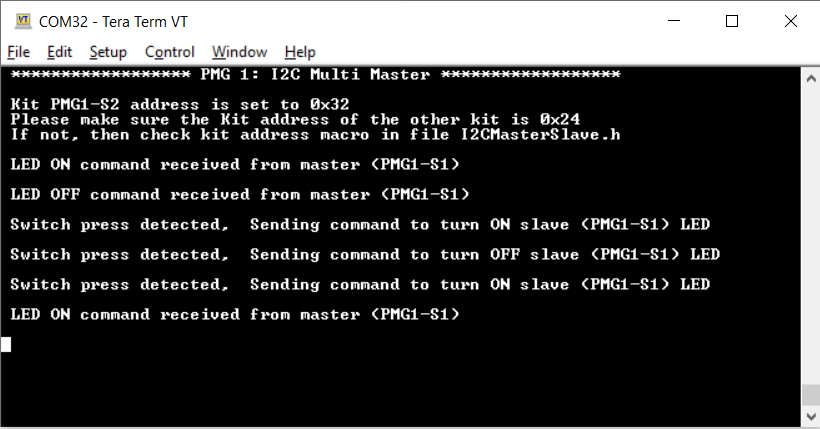 VT COM32 - Tera Term VT
File Edit Setup Control Window Help
****************** PMG 1: I2C Multi Master ******************
Kit PMG1-S2 address is set to 0x32
Please make sure the Kit address of the other kit is 0x24
If not, then check kit address macro in file I2CMasterSlave.h
LED ON command received from master (PMG1-S1)
LED OFF command received from master (PMG1-S1)
Switch press detected,  Sending command to turn ON slave (PMG1-S1) LED
Switch press detected,  Sending command to turn OFF slave (PMG1-S1) LED
Switch press detected,  Sending command to turn ON slave (PMG1-S1) LED
LED ON command received from master (PMG1-S1)